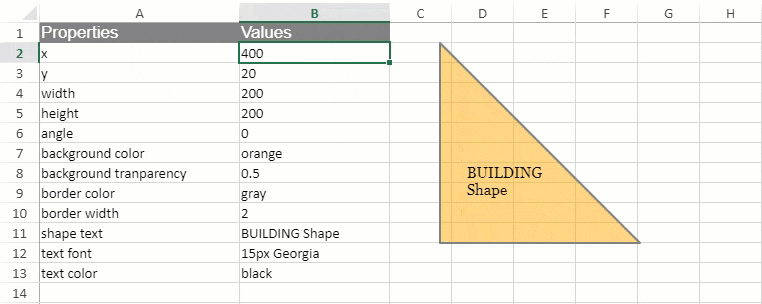 A B C D E F G H
1 Properties Values
2 x 400
3 y 20
4 width 200
5 height 200
6 angle 0
7 background color orange
8 background tranparency 0.5
9 border color gray
10 border width 2
11 shape text BUILDING Shape
12 text font 15px Georgia
13 text color black
14
BUILDING
Shape